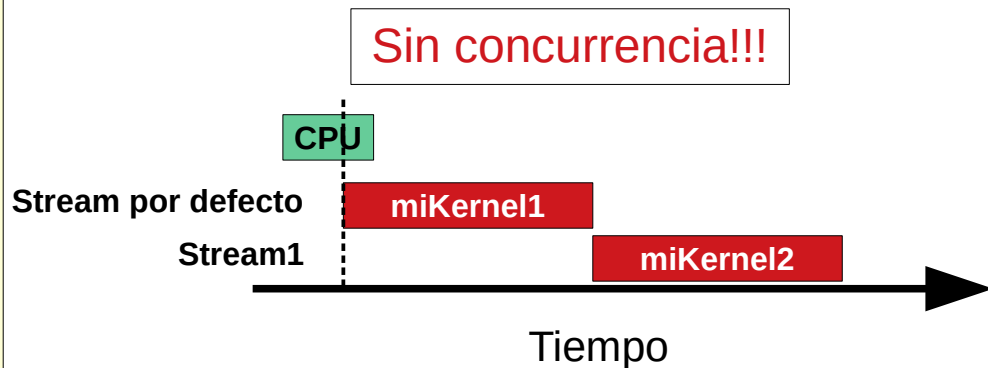 Sin concurrencia!!!
CPU
Stream por defecto
miKernel1
Stream1
miKernel2
Tiempo